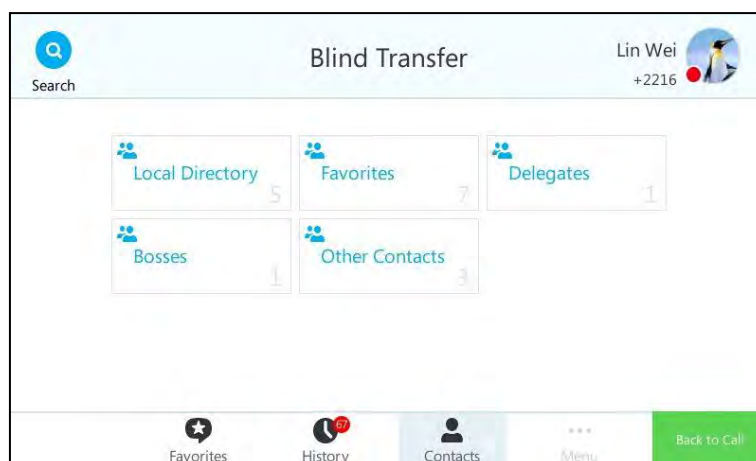 Search
Blind Transfer
Lin Wei
+2216
Local Directory
5
Favorites
7
Delegates
1
Bosses
1
Other Contacts
3
Favorites
History
67
Contacts
Menu
Back to Call